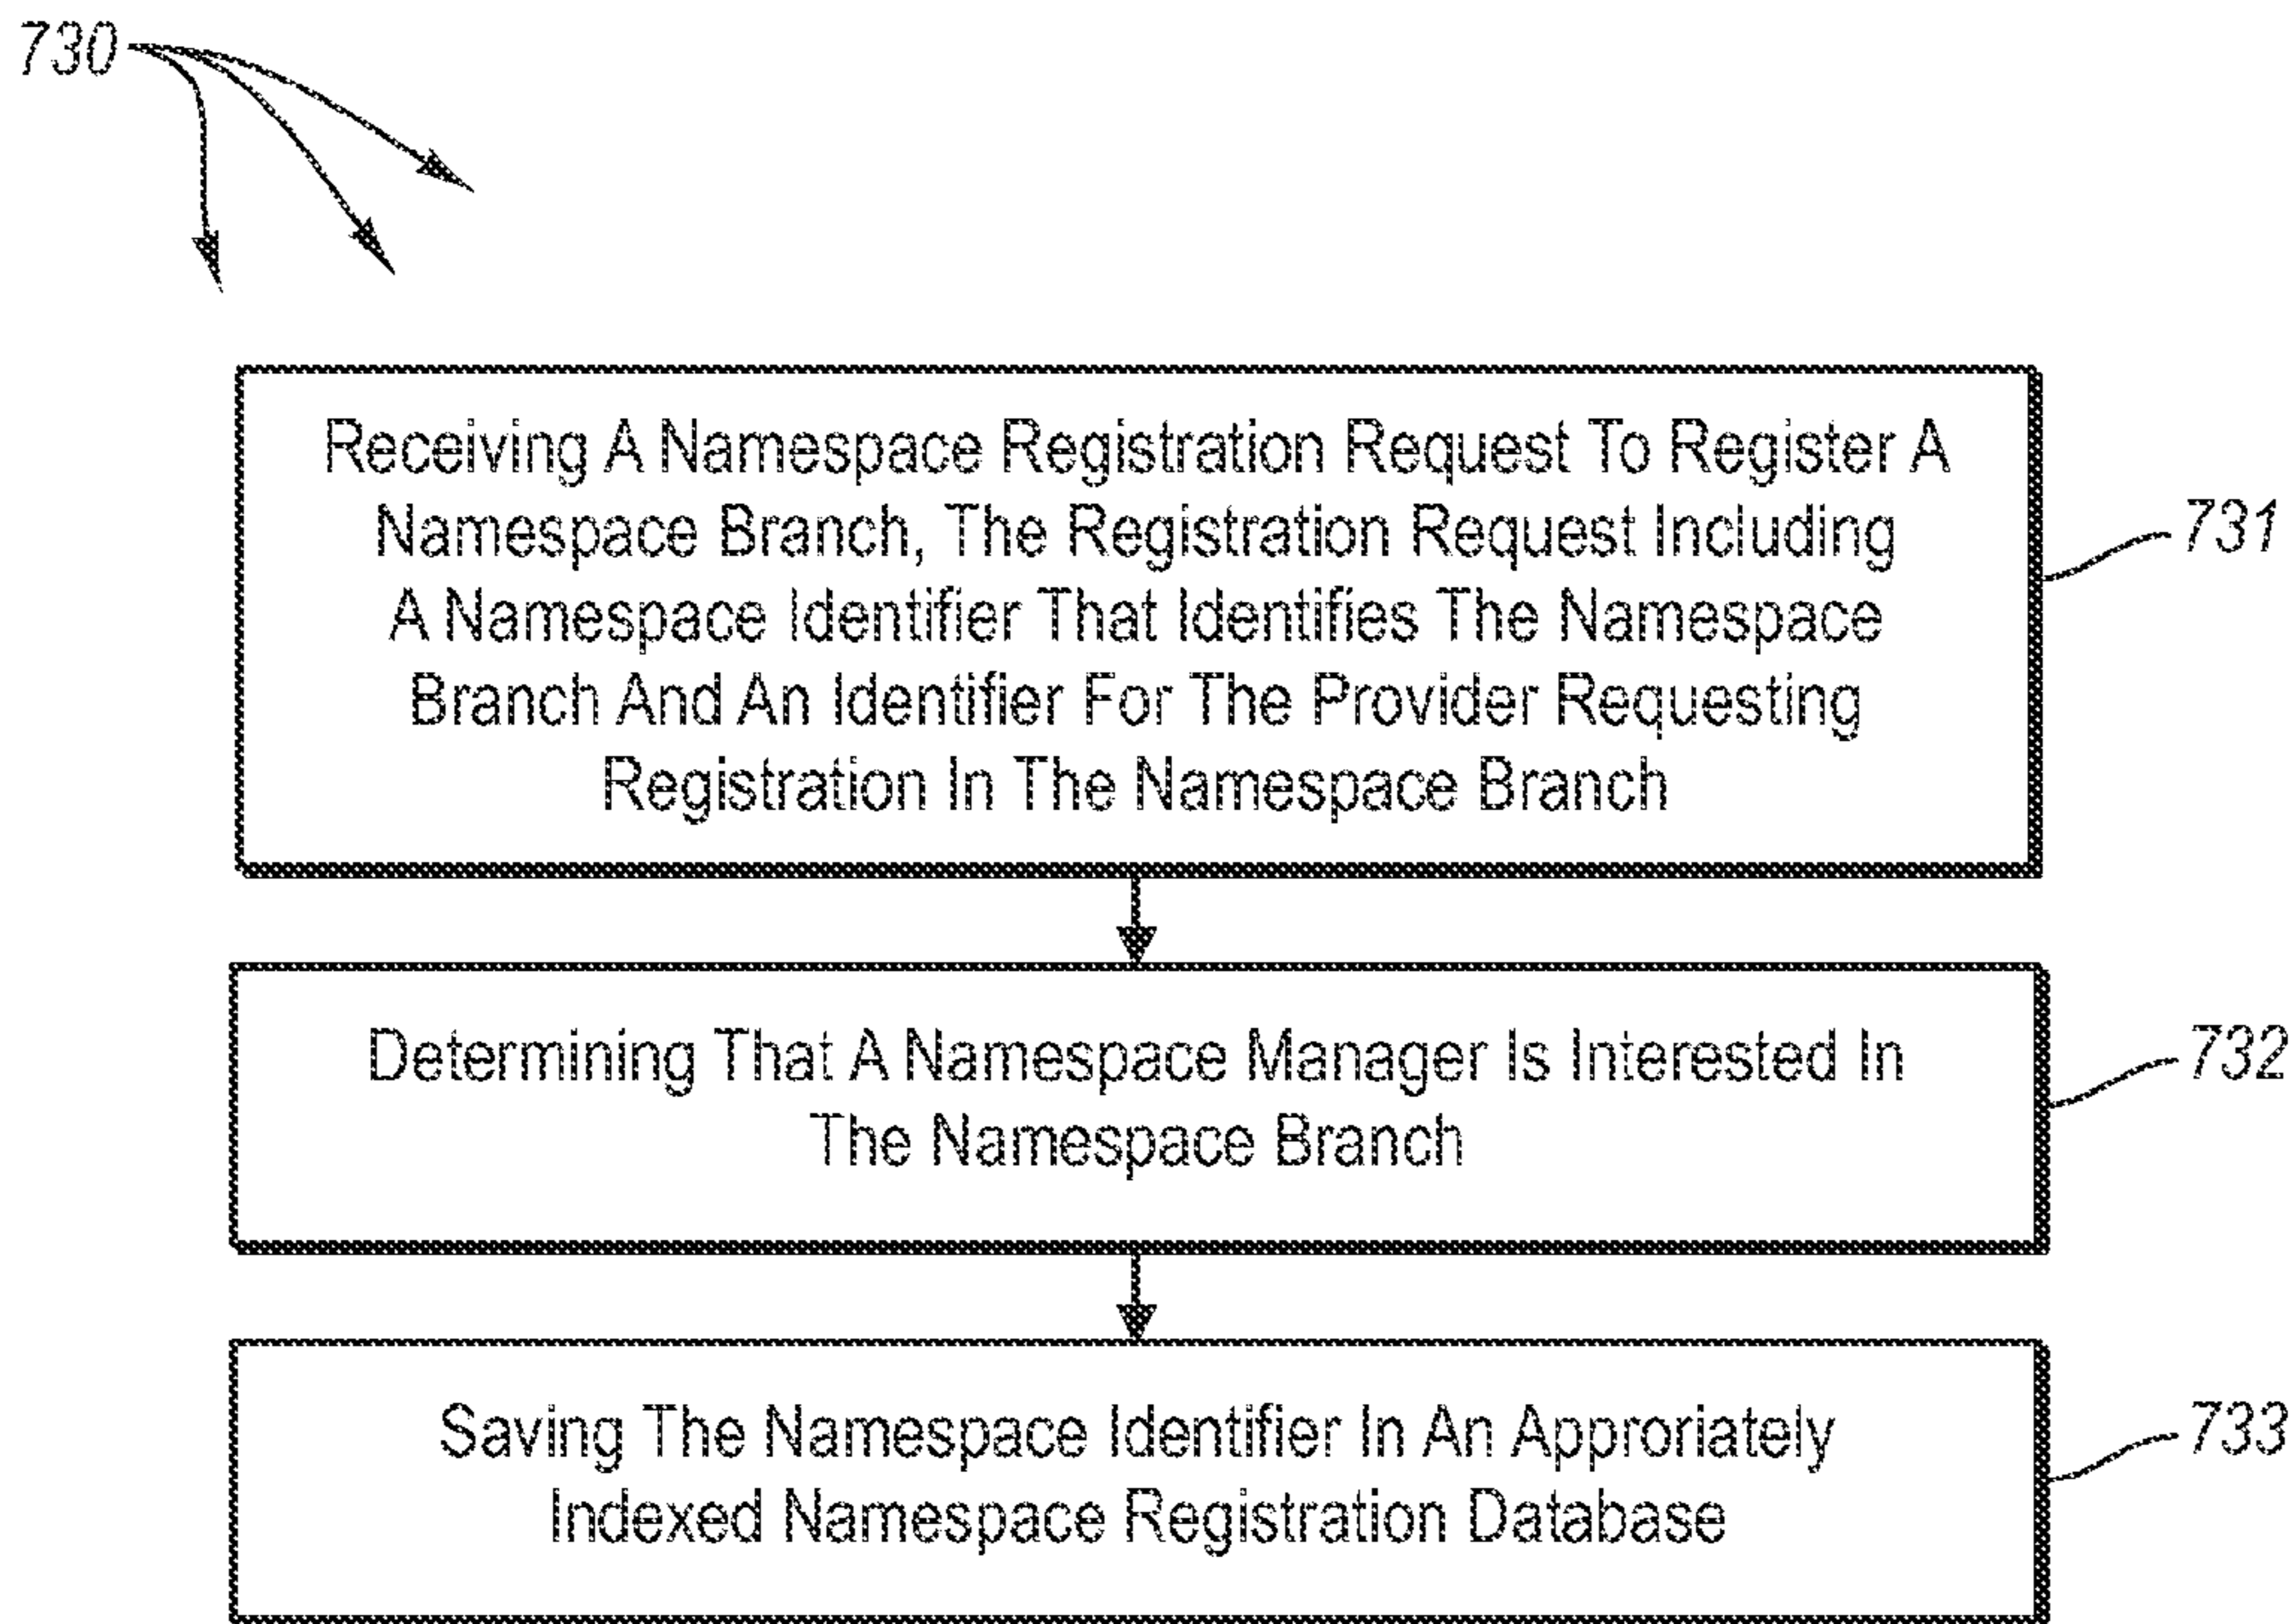 730
Receiving A Namespace Registration Request To Register A
Namespace Branch, The Registration Request Including
A Namespace Identifier That Identifies The Namespace
Branch And An Identifier For The Provider Requesting
Registration In The Namespace Branch
731
Determining That A Namespace Manager Is Interested In
The Namespace Branch
732
Saving The Namespace Identifier In An Approriately
Indexed Namespace Registration Database
733